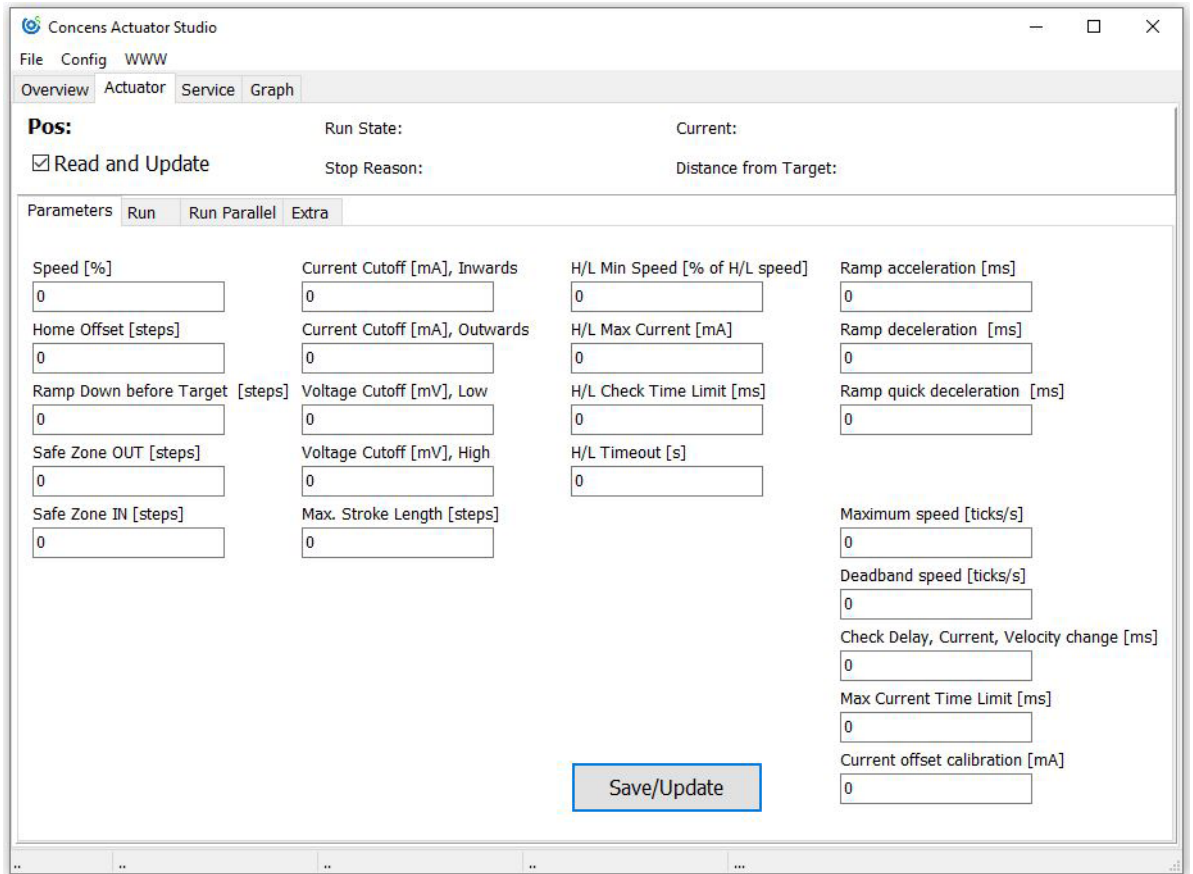 Concens Actuator Studio
File Config WWW
Overview Actuator Service Graph
Pos: Run State: Current:
Read and Update Stop Reason: Distance from Target:
Parameters Run Run Parallel Extra
Speed [%] Current Cutoff [mA], Inwards H/L Min Speed [% of H/L speed] Ramp acceleration [ms]
0 0 0 0
Home Offset [steps] Current Cutoff [mA], Outwards H/L Max Current [mA] Ramp deceleration [ms]
0 0 0 0
Ramp Down before Target [steps] Voltage Cutoff [mV], Low H/L Check Time Limit [ms] Ramp quick deceleration [ms]
0 0 0 0
Safe Zone OUT [steps] Voltage Cutoff [mV], High H/L Timeout [s]
0 0 0
Safe Zone IN [steps] Max. Stroke Length [steps] Maximum speed [ticks/s]
0 0 0
Deadband speed [ticks/s]
0
Check Delay, Current, Velocity change [ms]
0
Max Current Time Limit [ms]
0
Current offset calibration [mA]
Save/Update 0
.. .. .. .. ...